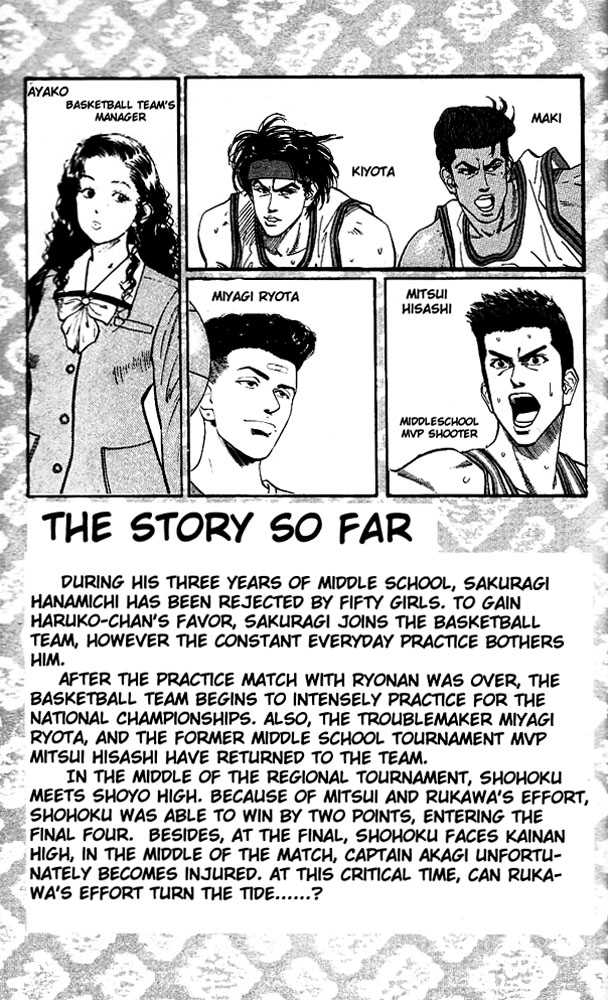 AYAKO
BASKETBALL TEAM'S
MANAGER
KIYOTA
MAKI
MIYAGI RYOTA
MITSUI
HISASHI
MIDDLESCHOOL
MVP SHOOTER
THE STORY SO FAR
DURING HIS THREE YEARS OF MIDDLE SCHOOL, SAKURAGI
HANAMICHI HAS BEEN REJECTED BY FIFTY GIRLS. TO GAIN
HARUKO-CHAN'S FAVOR, SAKURAGI JOINS THE BASKETBALL
TEAM, HOWEVER THE CONSTANT EVERYDAY PRACTICE BOTHERS
HIM.
AFTER THE PRACTICE MATCH WITH RYONAN WAS OVER, THE
BASKETBALL TEAM BEGINS TO INTENSELY PRACTICE FOR THE
NATIONAL CHAMPIONSHIPS. ALSO, THE TROUBLEMAKER MIYAGI
RYOTA, AND THE FORMER MIDDLE SCHOOL TOURNAMENT MVP
MITSUI HISASHI HAVE RETURNED TO THE TEAM.
IN THE MIDDLE OF THE REGIONAL TOURNAMENT, SHOHOKU
MEETS SHOYO HIGH. BECAUSE OF MITSUI AND RUKAWA'S EFFORT,
SHOHOKU WAS ABLE TO WIN BY TWO POINTS, ENTERING THE
FINAL FOUR. BESIDES, AT THE FINAL, SHOHOKU FACES KAINAN
HIGH, IN THE MIDDLE OF THE MATCH, CAPTAIN AKAGI UNFORTU-
NATELY BECOMES INJURED. AT THIS CRITICAL TIME, CAN RUKA-
WA'S EFFORT TURN THE TIDE......?